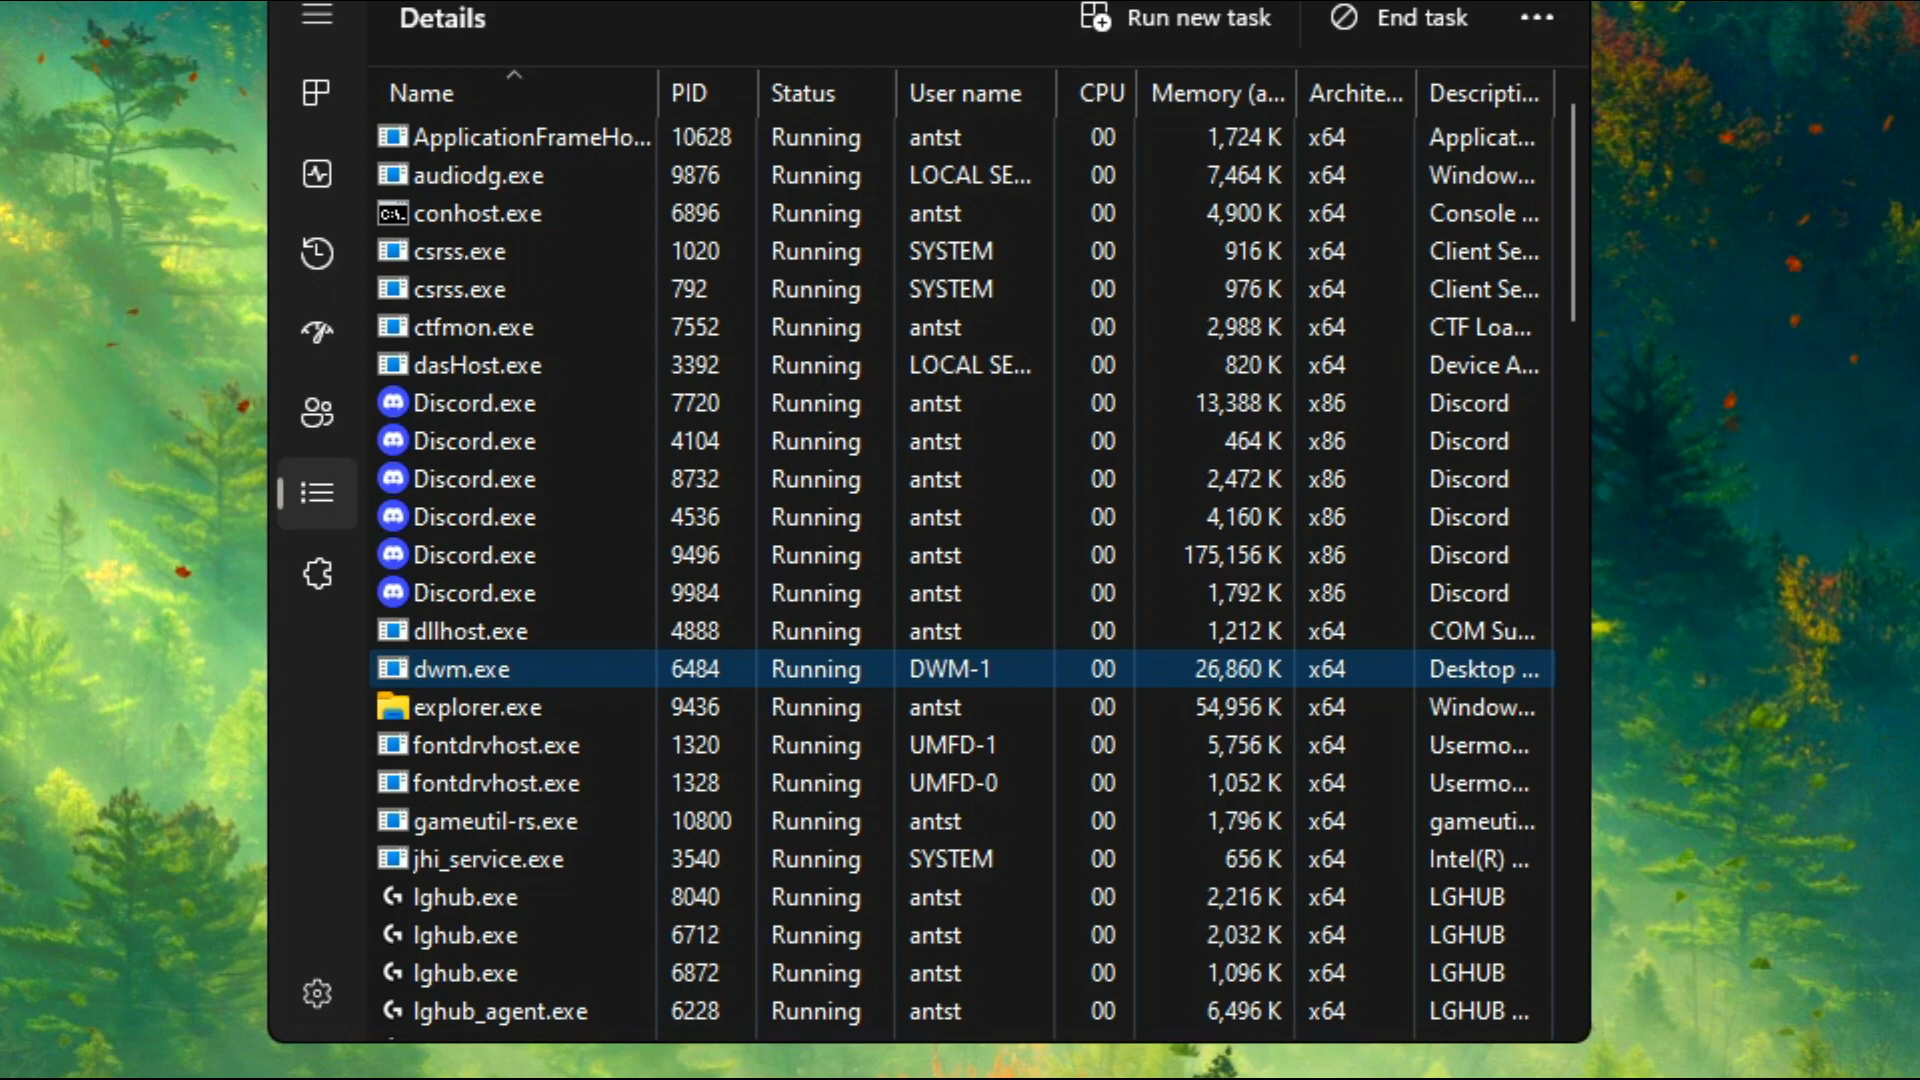 Details Run new task End task
Name PID Status User name CPU Memory (a... Archite... Descripti...
ApplicationFrameHo... 10628 Running antst 00 1,724 K x64 Applicat...
audiodg.exe 9876 Running LOCAL SE... 00 7,464 K x64 Window...
C:\. conhost.exe 6896 Running antst 00 4,900 K x64 Console ...
csrss.exe 1020 Running SYSTEM 00 916 K x64 Client Se...
csrss.exe 792 Running SYSTEM 00 976 K x64 Client Se...
ctfmon.exe 7552 Running antst 00 2,988 K x64 CTF Loa...
dasHost.exe 3392 Running LOCAL SE... 00 820 K x64 Device A...
Discord.exe 7720 Running antst 00 13,388 K x86 Discord
Discord.exe 4104 Running antst 00 464 K x86 Discord
Discord.exe 8732 Running antst 00 2,472 K x86 Discord
Discord.exe 4536 Running antst 00 4,160 K x86 Discord
Discord.exe 9496 Running antst 00 175,156 K x86 Discord
Discord.exe 9984 Running antst 00 1,792 K x86 Discord
dllhost.exe 4888 Running antst 00 1,212 K x64 COM Su...
dwm.exe 6484 Running DWM-1 00 26,860 K x64 Desktop ...
explorer.exe 9436 Running antst 00 54,956 K x64 Window...
fontdrvhost.exe 1320 Running UMFD-1 00 5,756 K x64 Usermo...
fontdrvhost.exe 1328 Running UMFD-0 00 1,052 K x64 Usermo...
gameutil-rs.exe 10800 Running antst 00 1,796 K x64 gameuti...
jhi_service.exe 3540 Running SYSTEM 00 656 K x64 Intel(R) ...
lghub.exe 8040 Running antst 00 2,216 K x64 LGHUB
lghub.exe 6712 Running antst 00 2,032 K x64 LGHUB
lghub.exe 6872 Running antst 00 1,096 K x64 LGHUB
lghub_agent.exe 6228 Running antst 00 6,496 K x64 LGHUB ...